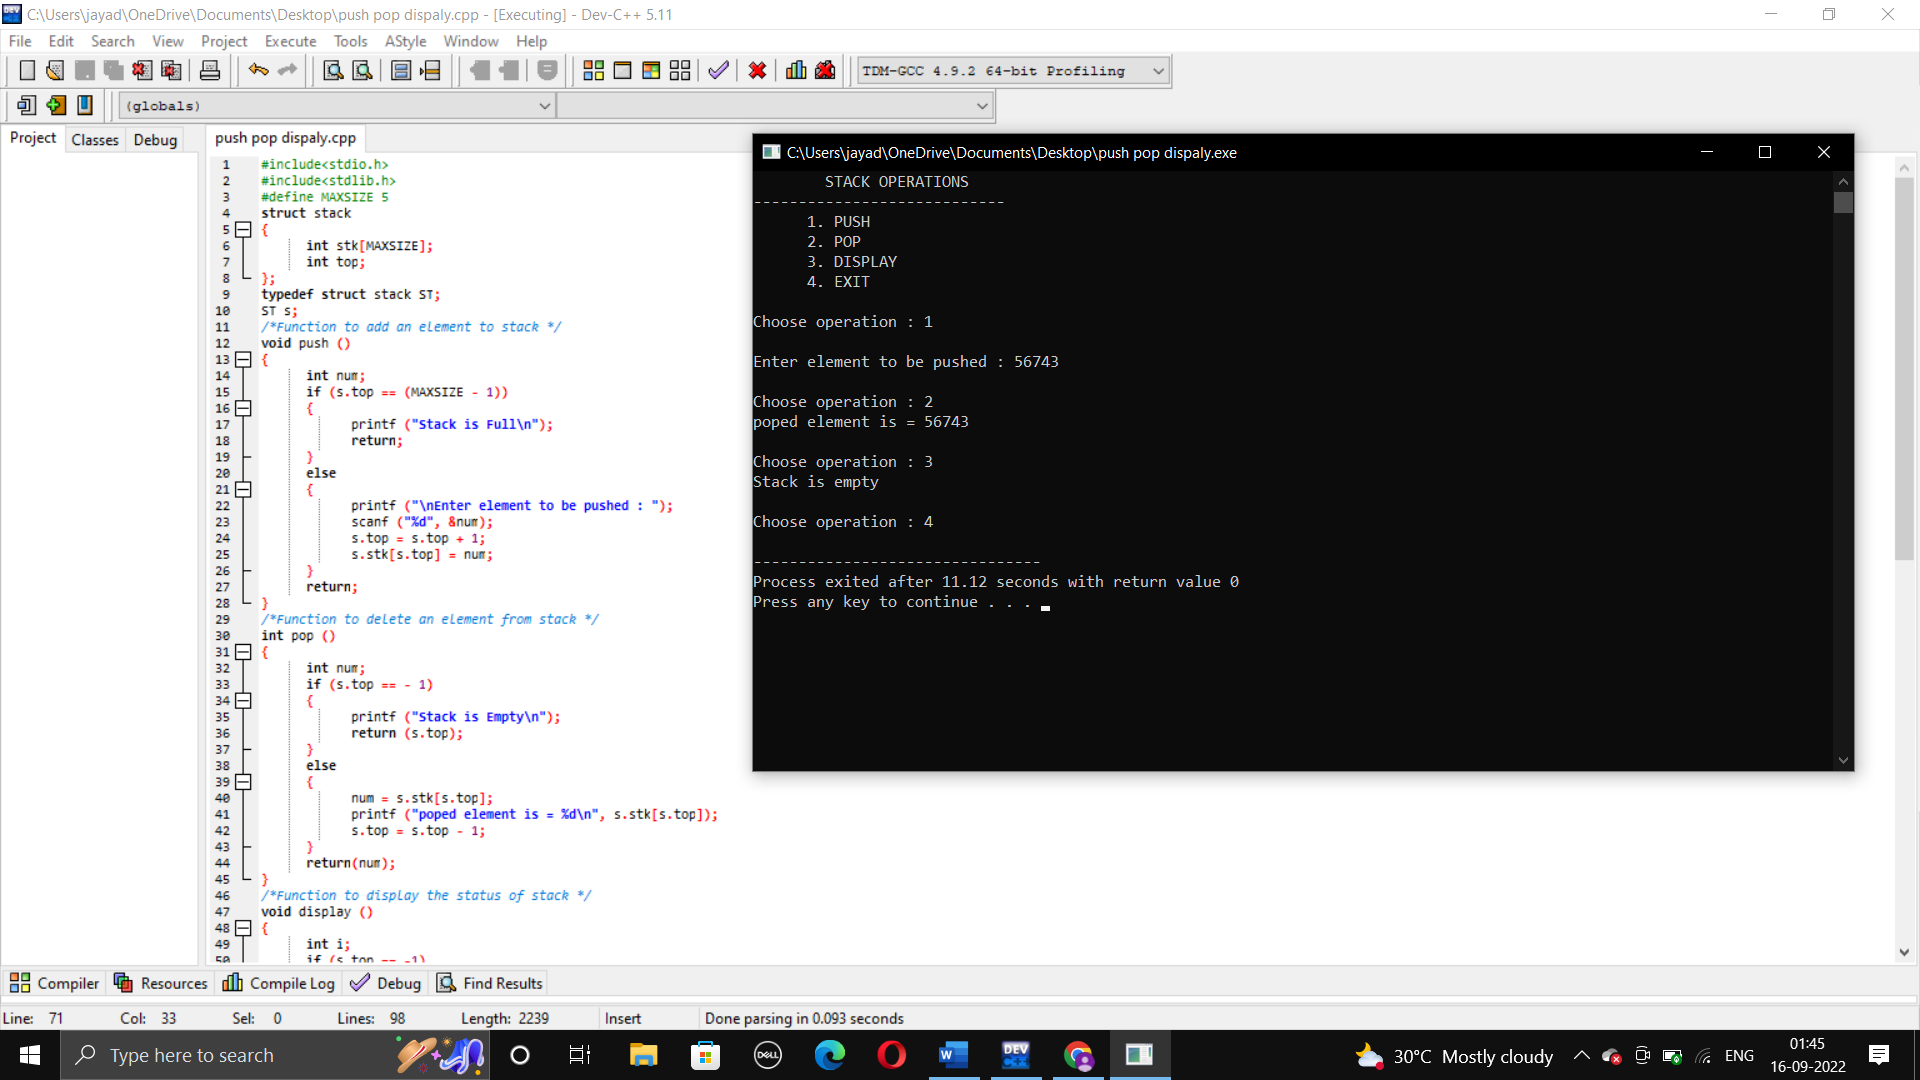 C:\Users\jayad\OneDrive\Documents\Desktop\push pop dispaly.cpp - [Executing] - Dev-C++ 5.11
File Edit Search View Project Execute Tools AStyle Window Help
TDM-GCC 4.9.2 64-bit Profiling
(globals)
Project Classes Debug
push pop dispaly.cpp
1 #include<stdio.h>
2 #include<stdlib.h>
3 #define MAXSIZE 5
4 struct stack
5 {
6 int stk[MAXSIZE];
7 int top;
8 };
9 typedef struct stack ST;
10 ST s;
11 /*Function to add an element to stack */
12 void push ()
13 {
14 int num;
15 if (s.top == (MAXSIZE - 1))
16 {
17 printf ("Stack is Full\n");
18 return;
19 }
20 else
21 {
22 printf ("\nEnter element to be pushed : ");
23 scanf ("%d", &num);
24 s.top = s.top + 1;
25 s.stk[s.top] = num;
26 }
27 return;
28 }
29 /*Function to delete an element from stack */
30 int pop ()
31 {
32 int num;
33 if (s.top == - 1)
34 {
35 printf ("Stack is Empty\n");
36 return (s.top);
37 }
38 else
39 {
40 num = s.stk[s.top];
41 printf ("poped element is = %d\n", s.stk[s.top]);
42 s.top = s.top - 1;
43 }
44 return(num);
45 }
46 /*Function to display the status of stack */
47 void display ()
48 {
49 int i;
50 if (s.top == -1)
C:\Users\jayad\OneDrive\Documents\Desktop\push pop dispaly.exe
STACK OPERATIONS
----------------------------
1. PUSH
2. POP
3. DISPLAY
4. EXIT
Choose operation : 1
Enter element to be pushed : 56743
Choose operation : 2
poped element is = 56743
Choose operation : 3
Stack is empty
Choose operation : 4
--------------------------------
Process exited after 11.12 seconds with return value 0
Press any key to continue . . .
Compiler Resources Compile Log Debug Find Results
Line: 71 Col: 33 Sel: 0 Lines: 98 Length: 2239 Insert Done parsing in 0.093 seconds
Type here to search
DELL
W
DEV
C++
30°C Mostly cloudy
ENG
01:45
16-09-2022